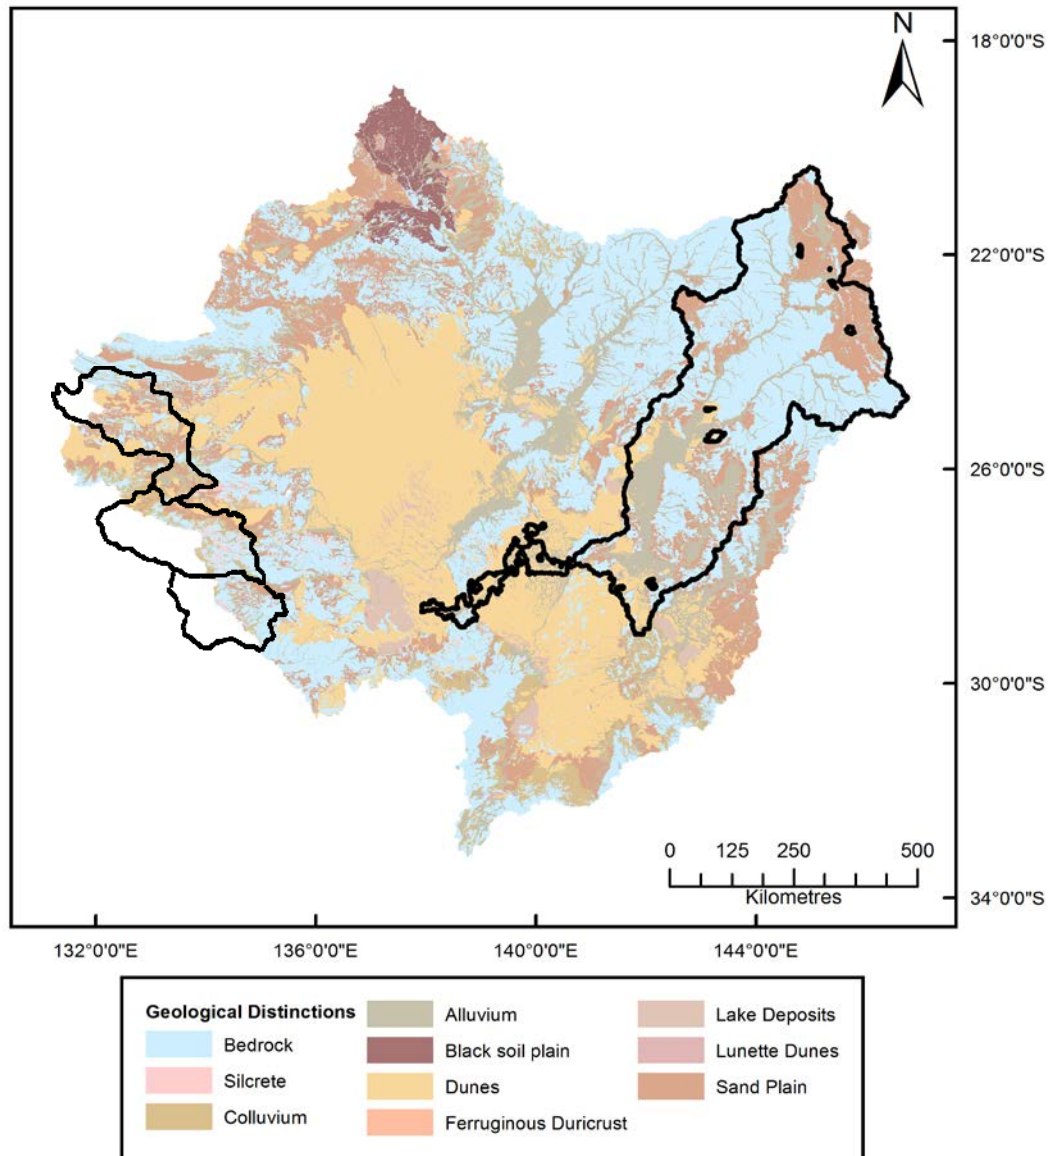 N
18°0'0"S
22°0'0"S
26°0'0"S
30°0'0"S
34°0'0"S
0 125 250 500
Kilometres
132°0'0"E 136°0'0"E 140°0'0"E 144°0'0"E
Geological Distinctions
Bedrock
Silcrete
Colluvium
Alluvium
Black soil plain
Dunes
Ferruginous Duricrust
Lake Deposits
Lunette Dunes
Sand Plain